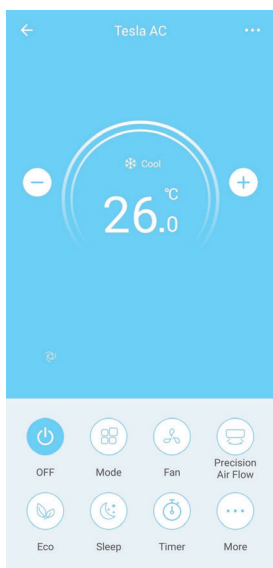 Tesla AC
Cool
°C
26.0
OFF
Mode
Fan
Precision
Air Flow
Eco
Sleep
Timer
More